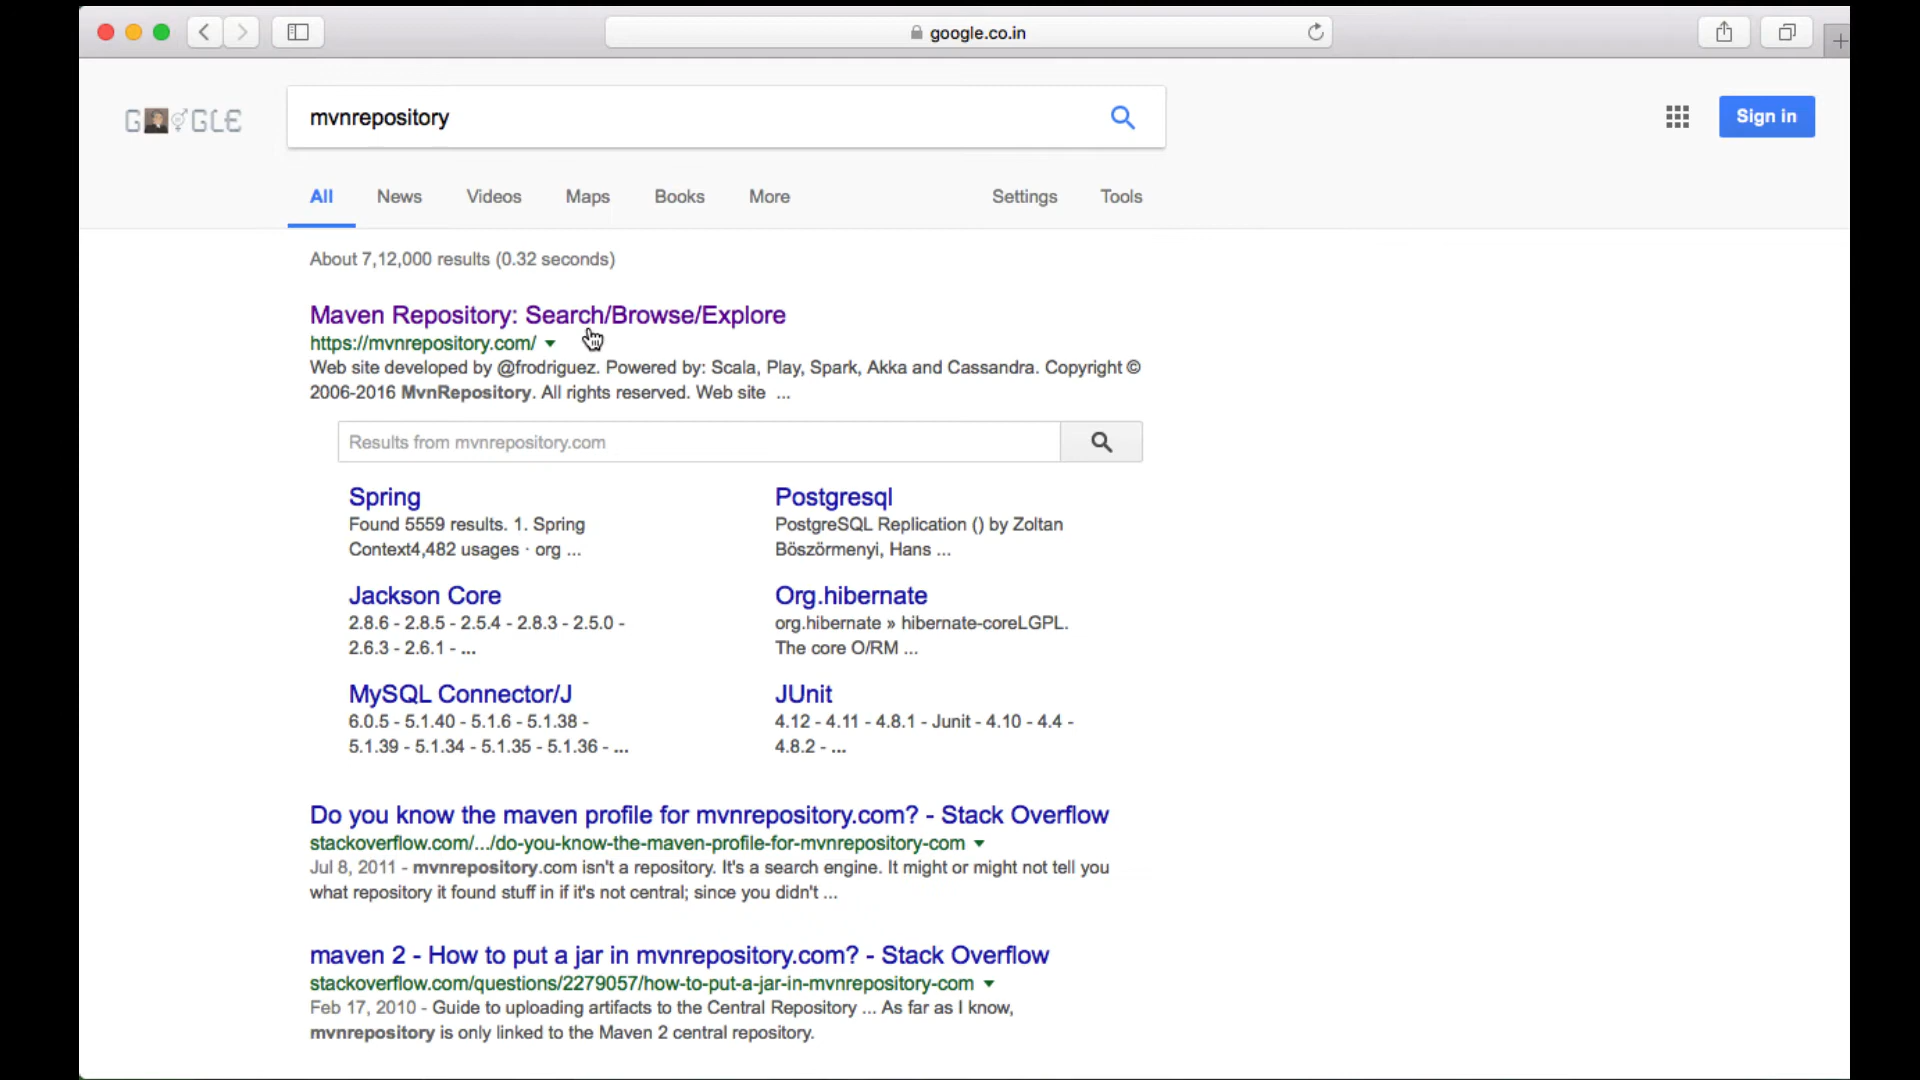 google.co.in
GOOGLE
mvnrepository
Sign in
All News Videos Maps Books More Settings Tools
About 7,12,000 results (0.32 seconds)
Maven Repository: Search/Browse/Explore
https://mvnrepository.com/
Web site developed by @frodriguez. Powered by: Scala, Play, Spark, Akka and Cassandra. Copyright ©
2006-2016 MvnRepository. All rights reserved. Web site ...
Results from mvnrepository.com
Spring
Found 5559 results. 1. Spring
Context4,482 usages · org ...
Postgresql
PostgreSQL Replication () by Zoltan
Böszörmenyi, Hans ...
Jackson Core
2.8.6 - 2.8.5 - 2.5.4 - 2.8.3 - 2.5.0 -
2.6.3 - 2.6.1 - ...
Org.hibernate
org.hibernate » hibernate-coreLGPL.
The core O/RM ...
MySQL Connector/J
6.0.5 - 5.1.40 - 5.1.6 - 5.1.38 -
5.1.39 - 5.1.34 - 5.1.35 - 5.1.36 - ...
JUnit
4.12 - 4.11 - 4.8.1 - Junit - 4.10 - 4.4 -
4.8.2 - ...
Do you know the maven profile for mvnrepository.com? - Stack Overflow
stackoverflow.com/.../do-you-know-the-maven-profile-for-mvnrepository-com
Jul 8, 2011 - mvnrepository.com isn't a repository. It's a search engine. It might or might not tell you
what repository it found stuff in if it's not central; since you didn't ...
maven 2 - How to put a jar in mvnrepository.com? - Stack Overflow
stackoverflow.com/questions/2279057/how-to-put-a-jar-in-mvnrepository-com
Feb 17, 2010 - Guide to uploading artifacts to the Central Repository ... As far as I know,
mvnrepository is only linked to the Maven 2 central repository.